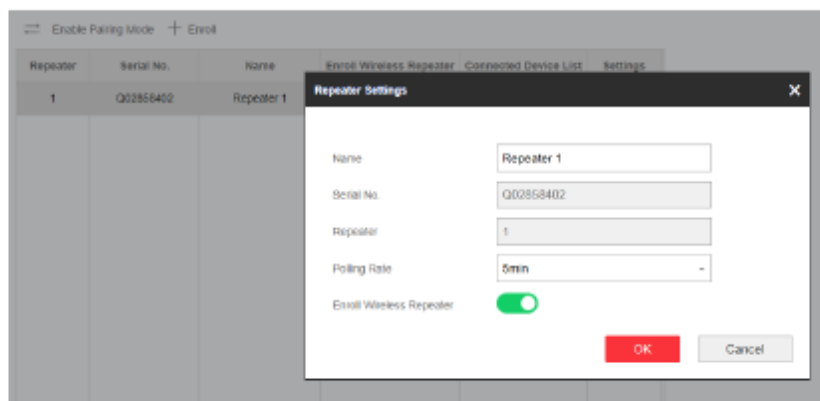 Enable Pairing Mode + Enroll
Repeater Serial No. Name Enroll Wireless Repeater Connected Device List Settings
1 Q02858402 Repeater 1
Repeater Settings
Name Repeater 1
Serial No. Q02858402
Repeater 1
Polling Rate 5min
Enroll Wireless Repeater
OK Cancel